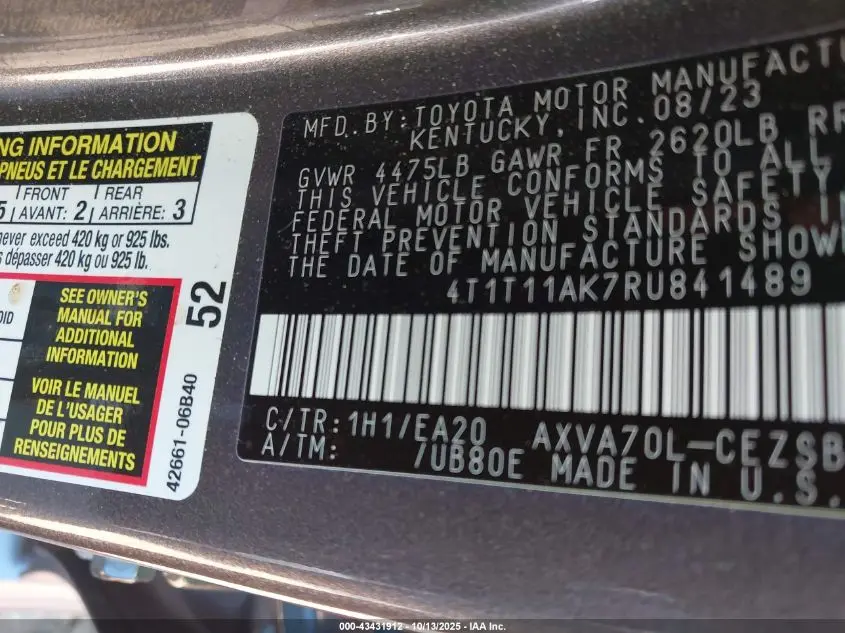 NG INFORMATION
PNEUS ET LE CHARGEMENT
5 FRONT AVANT: 2 REAR ARRIÈRE: 3
never exceed 420 kg or 925 lbs.
s dépasser 420 kg ou 925 lb.
OID
SEE OWNER'S
MANUAL FOR
ADDITIONAL
INFORMATION
VOIR LE MANUEL
DE L'USAGER
POUR PLUS DE
RENSEIGNEMENTS
52
42661-06B40
MFD.BY:TOYOTA MOTOR MANUFACTU
KENTUCKY,INC.08/23
GVWR 4475LB GAWR FR 2620LB RR
THIS VEHICLE CONFORMS TO ALL
FEDERAL MOTOR VEHICLE SAFETY
THEFT PREVENTION STANDARDS I
THE DATE OF MANUFACTURE SHOW
4T1T11AK7RU841489
C/TR:1H1/EA20 AXVA70L-CEZSB
A/TM: /UB80E MADE IN U.S.
000-43431912 - 10/13/2025 - IAA Inc.